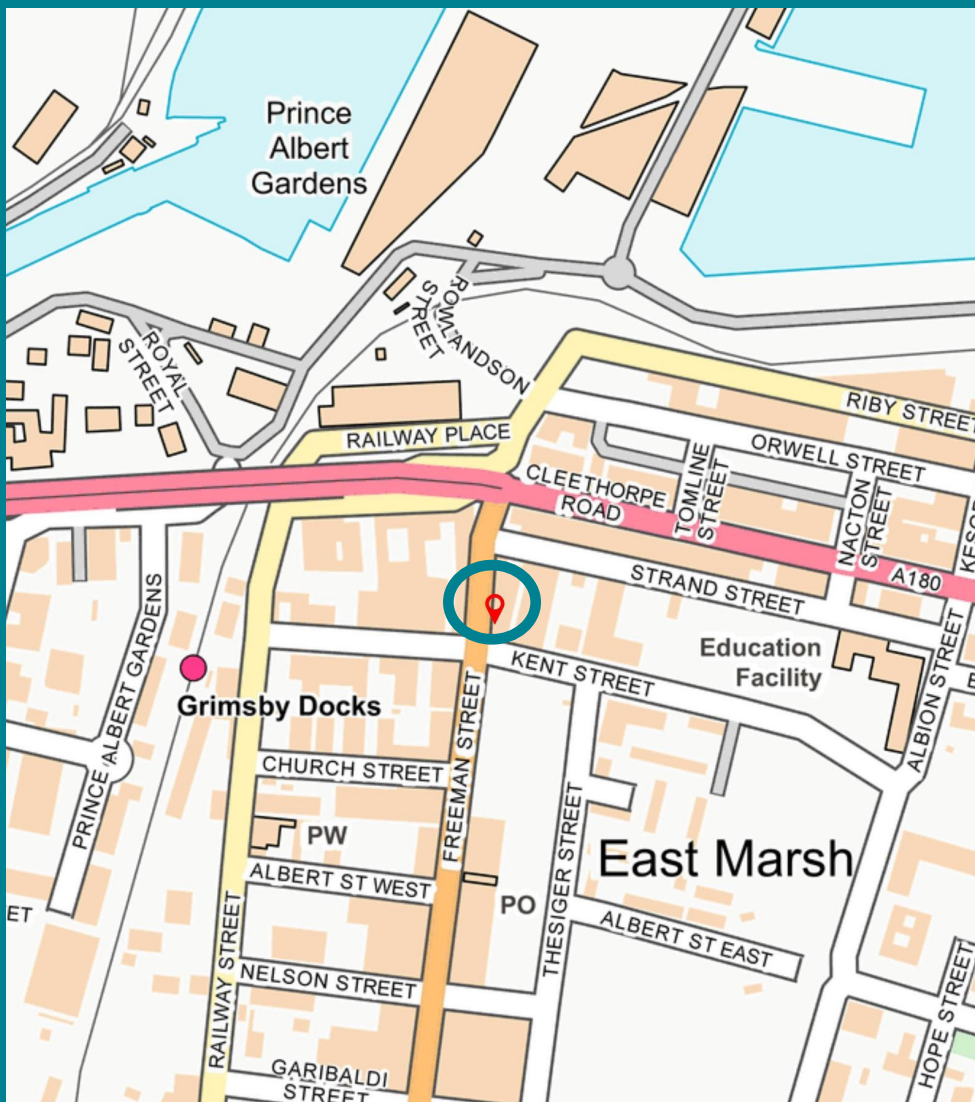 Prince
Albert
Gardens
ROWLANDSON
STREET
ROYAL
STREET
RIBY STREET
RAILWAY PLACE
ORWELL STREET
CLEETHORPE
ROAD
TOMLINE
STREET
NACTON
STREET
A180
STRAND STREET
PRINCE ALBERT GARDENS
Education
Facility
KENT STREET
ALBION STREET
Grimsby Docks
FREEMAN STREET
CHURCH STREET
THESIGER STREET
PW
East Marsh
ALBERT ST WEST
PO
ET
ALBERT ST EAST
RAILWAY STREET
NELSON STREET
HOPE STREET
GARIBALDI
STREET